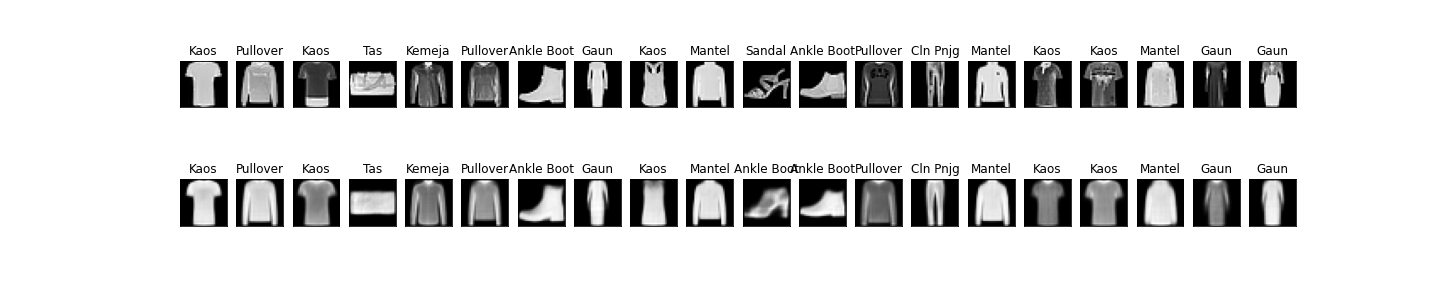 Kaos Pullover Kaos Tas Kemeja Pullover Ankle Boot Gaun Kaos Mantel Sandal Ankle Boot Pullover Cln Pnjg Mantel Kaos Kaos Mantel Gaun Gaun
Kaos Pullover Kaos Tas Kemeja Pullover Ankle Boot Gaun Kaos Mantel Ankle Boot Ankle Boot Pullover Cln Pnjg Mantel Kaos Kaos Mantel Gaun Gaun